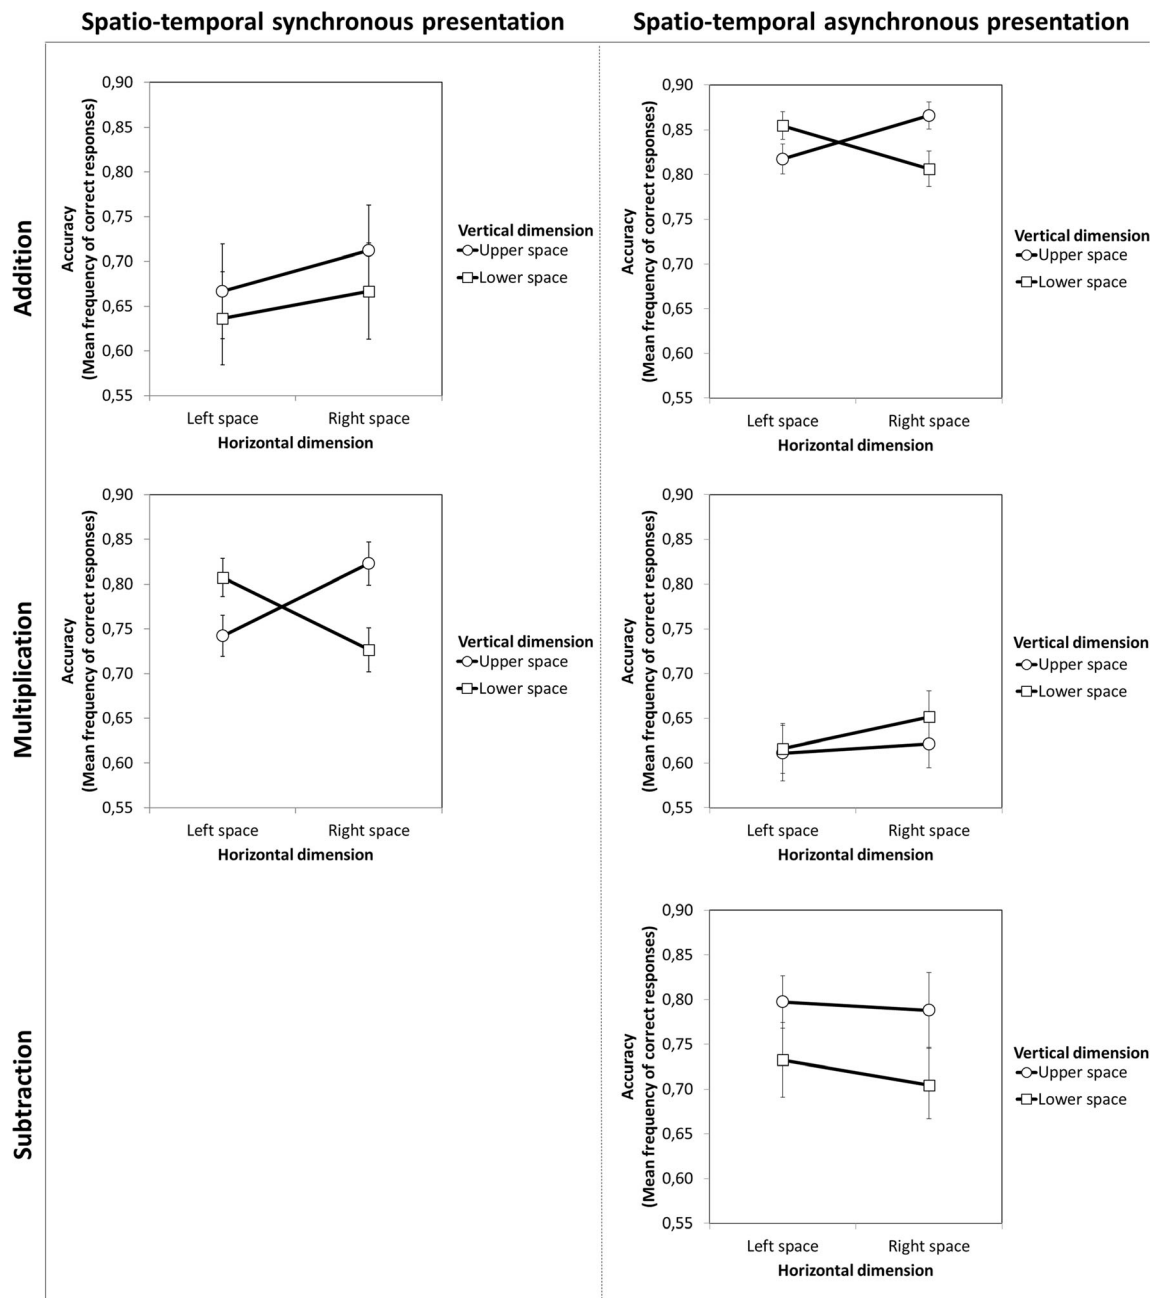 Spatio-temporal synchronous presentation
Spatio-temporal asynchronous presentation
Addition
Accuracy
(Mean frequency of correct responses)
0,90
0,85
0,80
0,75
0,70
0,65
0,60
0,55
Left space
Right space
Horizontal dimension
Vertical dimension
Upper space
Lower space
Accuracy
(Mean frequency of correct responses)
0,90
0,85
0,80
0,75
0,70
0,65
0,60
0,55
Left space
Right space
Horizontal dimension
Vertical dimension
Upper space
Lower space
Multiplication
Accuracy
(Mean frequency of correct responses)
0,90
0,85
0,80
0,75
0,70
0,65
0,60
0,55
Left space
Right space
Horizontal dimension
Vertical dimension
Upper space
Lower space
Accuracy
(Mean frequency of correct responses)
0,90
0,85
0,80
0,75
0,70
0,65
0,60
0,55
Left space
Right space
Horizontal dimension
Vertical dimension
Upper space
Lower space
Subtraction
Accuracy
(Mean frequency of correct responses)
0,90
0,85
0,80
0,75
0,70
0,65
0,60
0,55
Left space
Right space
Horizontal dimension
Vertical dimension
Upper space
Lower space